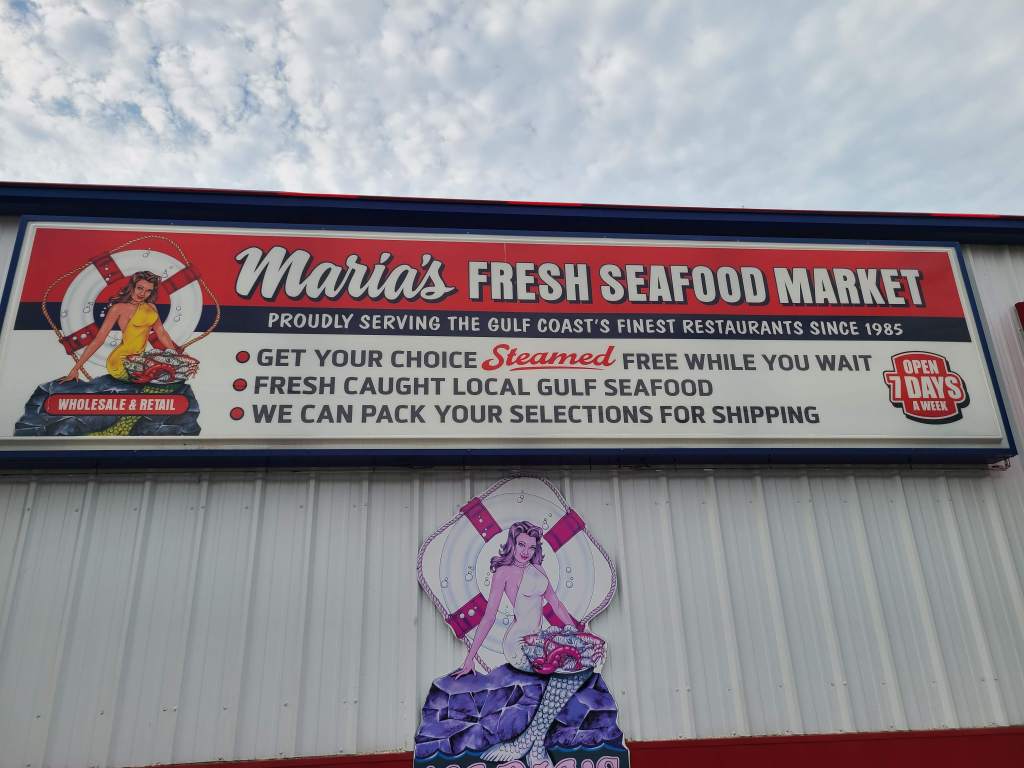 María's FRESH SEAFOOD MARKET
PROUDLY SERVING THE GULF COAST'S FINEST RESTAURANTS SINCE 1985
• GET YOUR CHOICE Steamed FREE WHILE YOU WAIT
• FRESH CAUGHT LOCAL GULF SEAFOOD
• WE CAN PACK YOUR SELECTIONS FOR SHIPPING
WHOLESALE & RETAIL
OPEN
7 DAYS
A WEEK